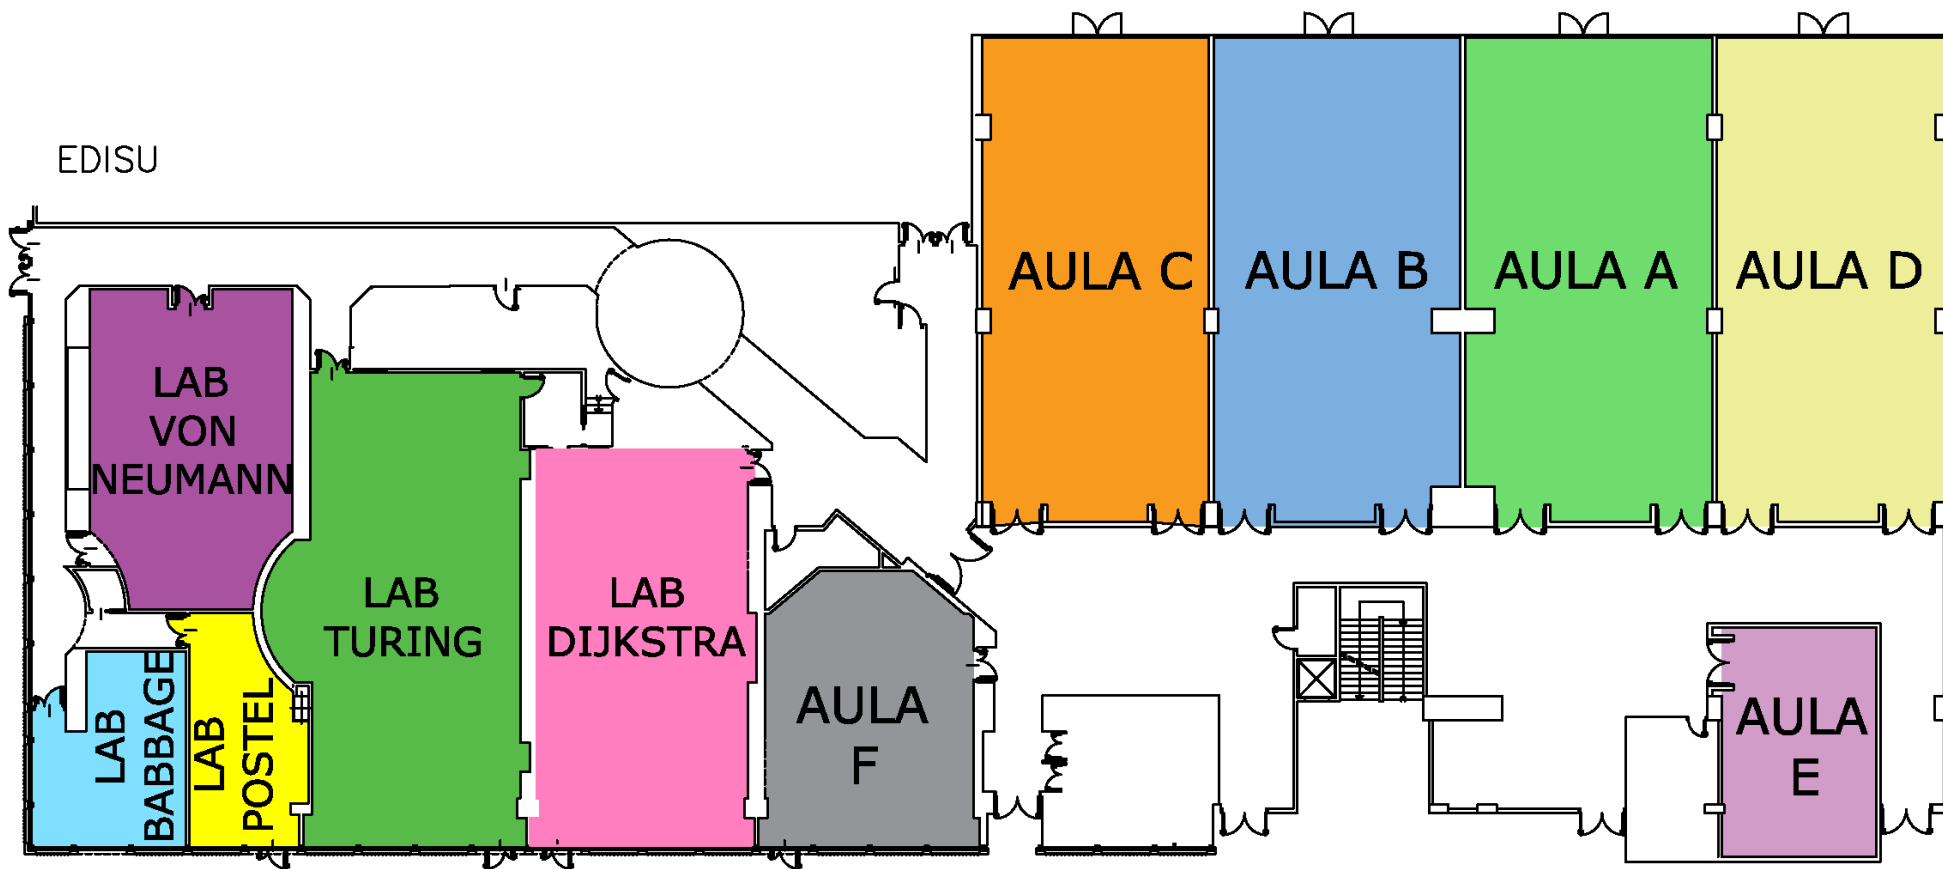 EDISU
AULA C
AULA B
AULA A
AULA D
LAB
VON
NEUMANN
LAB
TURING
LAB
DIJKSTRA
LAB
BABBAGE
LAB
POSTEL
AULA
F
AULA
E